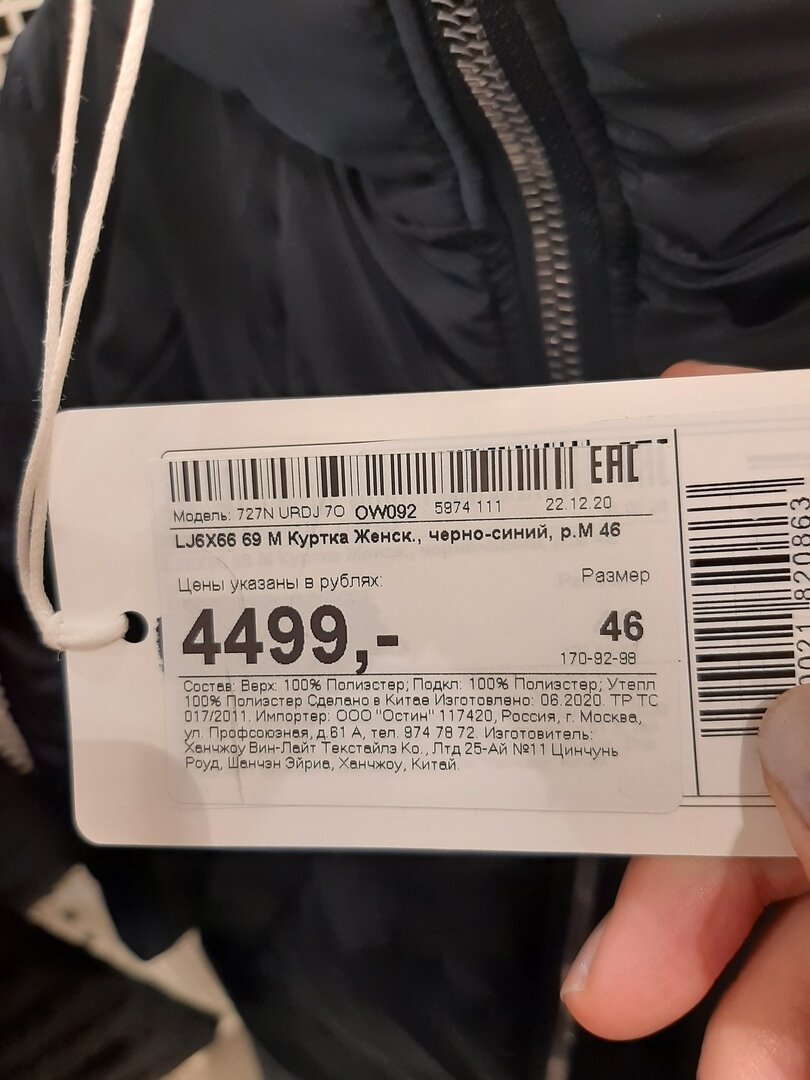 EAC
Модель: 727N URDJ 70 OW092 5974 111 22.12.20
LJ6X66 69 M Куртка Женск., черно-синий, р.М 46
Цены указаны в рублях:
Размер
4499,-
46
170-92-98
Состав: Верх: 100% Полиэстер; Подкл: 100% Полиэстер; Утепл
100% Полиэстер Сделано в Китае Изготовлено: 06.2020. ТР ТС
017/2011. Импортер: ООО "Остин" 117420, Россия, г. Москва,
ул. Профсоюзная, д.61 А, тел. 974 78 72. Изготовитель:
Ханчжоу Вин-Лайт Текстайлз Ко., Лтд 25-Ай №11 Цинчунь
Роуд, Шанчэн Эйриа, Ханчжоу, Китай.
0021 820863